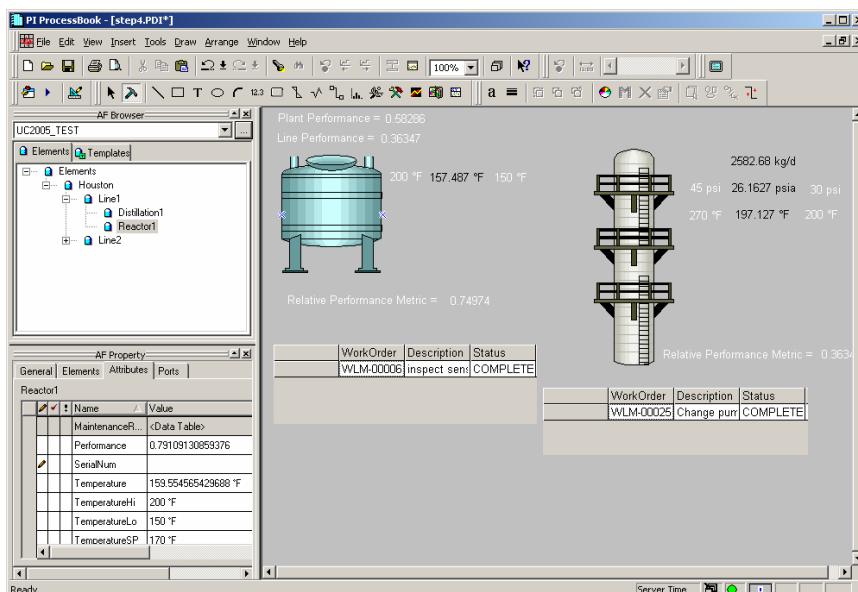 PI ProcessBook - [step4.PDI*]
File Edit View Insert Tools Draw Arrange Window Help
100%
T 12.3 a
AF Browser
UC2005_TEST ...
Elements Templates
Elements
Houston
Line1
Distillation1
Reactor1
Line2
AF Property
General Elements Attributes Ports
Reactor1
! Name Value
MaintenanceR... <Data Table>
Performance 0.79109130859376
SerialNum
Temperature 159.554565429688 °F
TemperatureHi 200 °F
TemperatureLo 150 °F
TemperatureSP 170 °F
Plant Performance = 0.58286
Line Performance = 0.36347
200 °F 157.487 °F 150 °F
Relative Performance Metric = 0.74974
WorkOrder Description Status
WLM-00006 inspect sens COMPLETE
2582.68 kg/d
45 psi 26.1627 psia 30 psi
270 °F 197.127 °F 200 °F
Relative Performance Metric = 0.3634
WorkOrder Description Status
WLM-00025 Change pum COMPLETE
Ready
Server Time